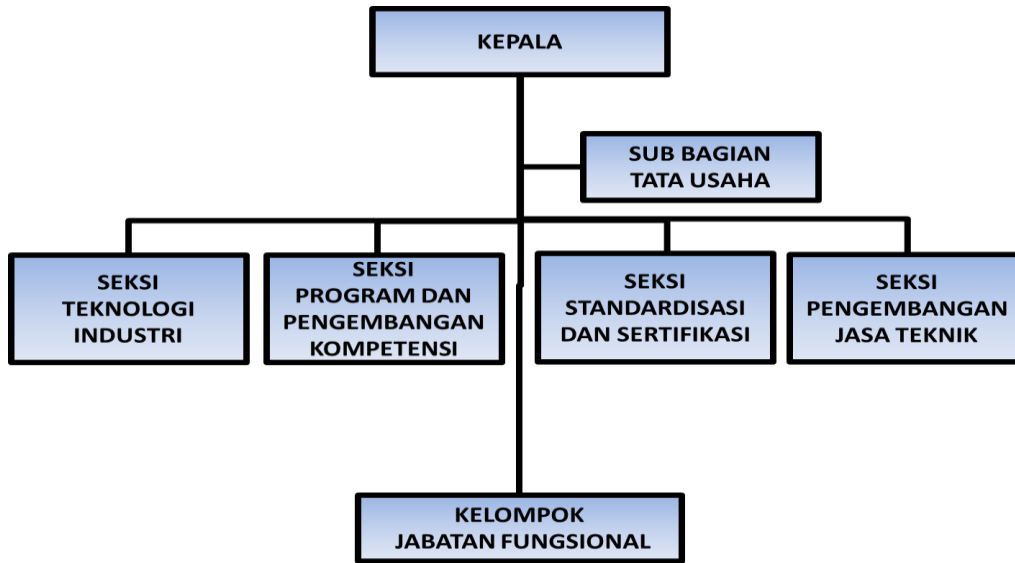 KEPALA
SUB BAGIAN
TATA USAHA
SEKSI
TEKNOLOGI
INDUSTRI
SEKSI
PROGRAM DAN
PENGEMBANGAN
KOMPETENSI
SEKSI
STANDARDISASI
DAN SERTIFIKASI
SEKSI
PENGEMBANGAN
JASA TEKNIK
KELOMPOK
JABATAN FUNGSIONAL